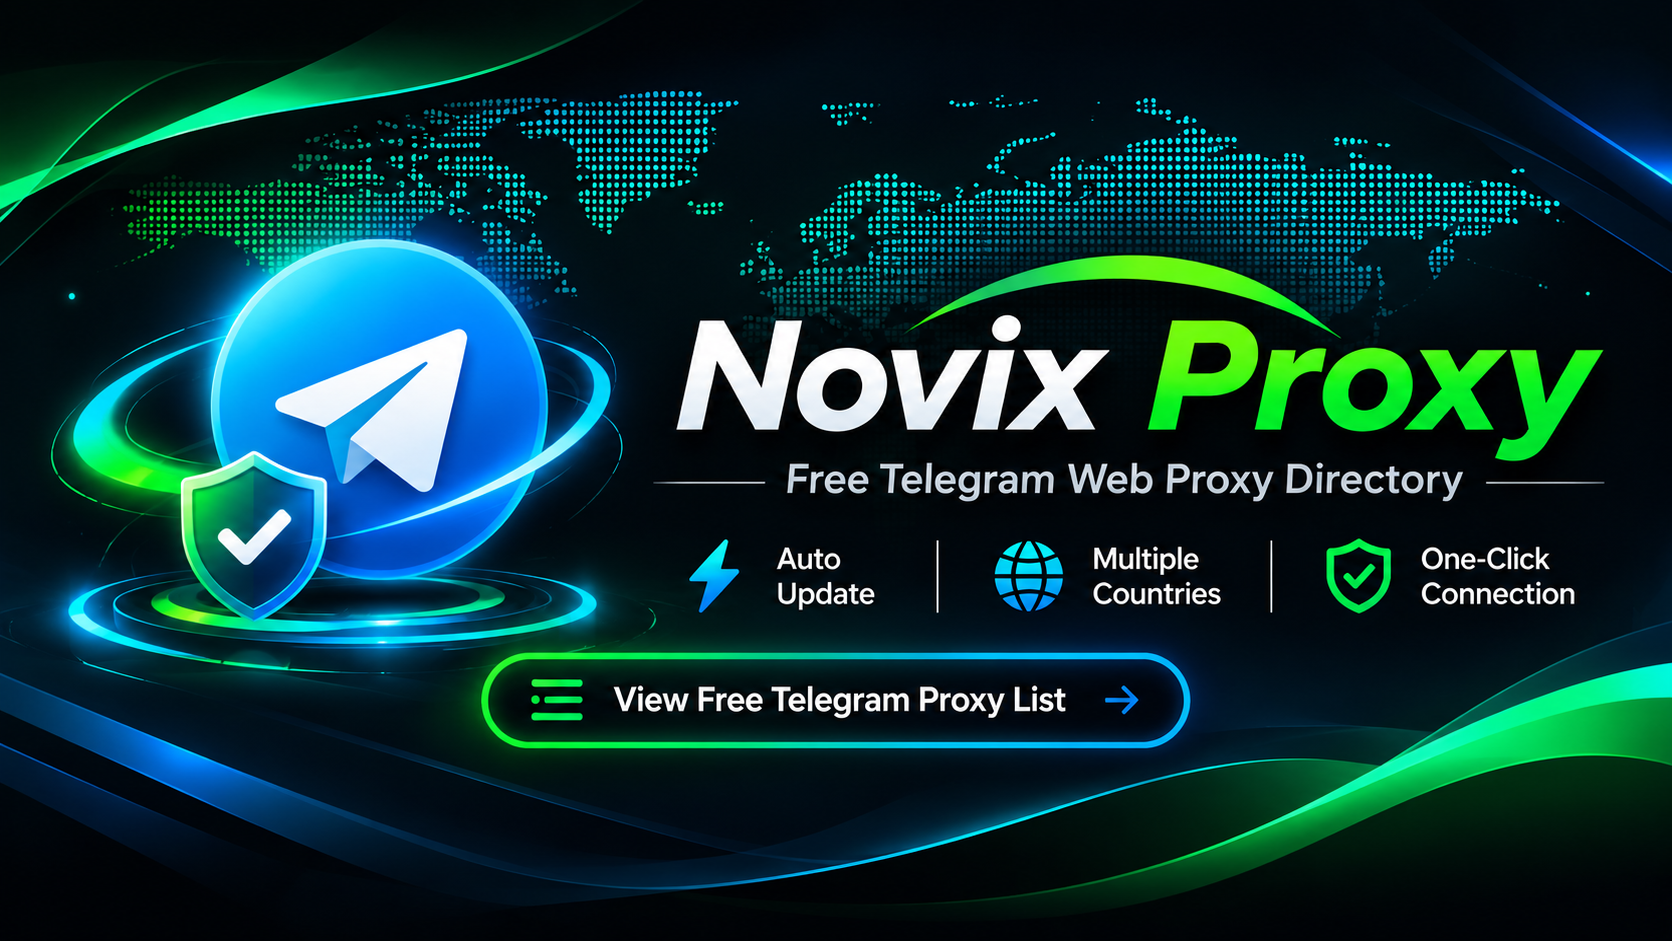 Novix Proxy
Free Telegram Web Proxy Directory
Auto
Update
Multiple
Countries
One-Click
Connection
View Free Telegram Proxy List